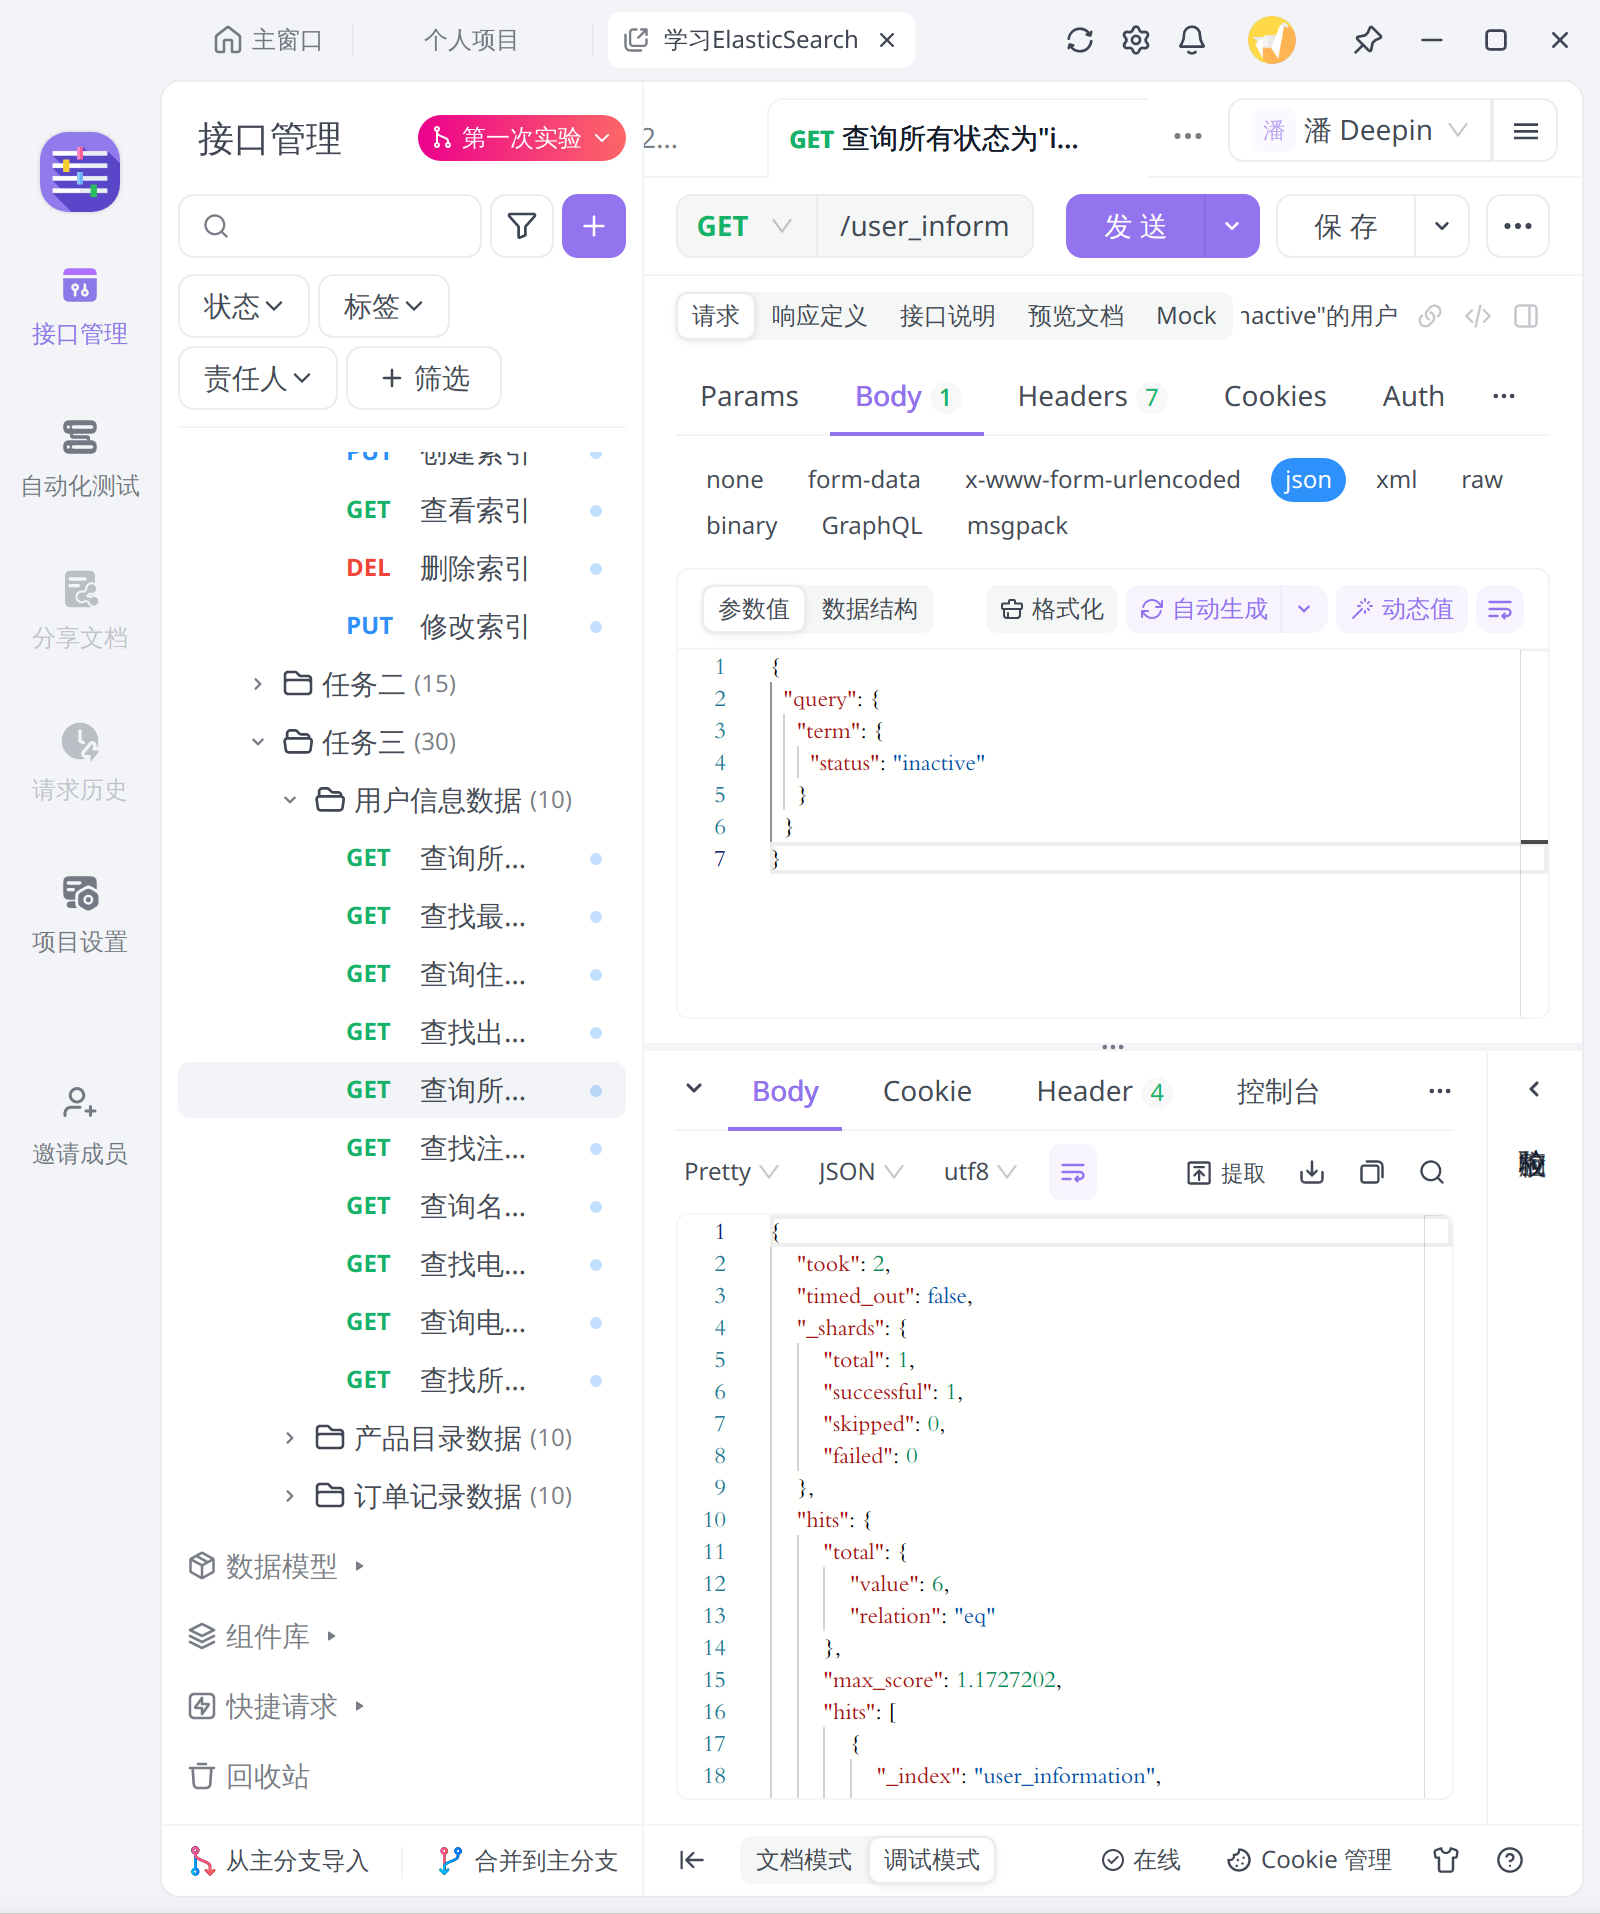 主窗口
个人项目
学习ElasticSearch
接口管理
第一次实验
2...
GET 查询所有状态为"i...
潘
潘 Deepin
接口管理
自动化测试
分享文档
请求历史
项目设置
邀请成员
状态
标签
责任人
筛选
PUT 创建索引
GET 查看索引
DEL 删除索引
PUT 修改索引
任务二 (15)
任务三 (30)
用户信息数据 (10)
GET 查询所...
GET 查找最...
GET 查询住...
GET 查找出...
GET 查询所...
GET 查找注...
GET 查询名...
GET 查找电...
GET 查询电...
GET 查找所...
产品目录数据 (10)
订单记录数据 (10)
数据模型
组件库
快捷请求
回收站
从主分支导入
合并到主分支
GET
/user_inform
发 送
保 存
请求
响应定义
接口说明
预览文档
Mock
nactive"的用户
Params
Body 1
Headers 7
Cookies
Auth
none
form-data
x-www-form-urlencoded
json
xml
raw
binary
GraphQL
msgpack
参数值
数据结构
格式化
自动生成
动态值
1 {
2 "query": {
3 "term": {
4 "status": "inactive"
5 }
6 }
7 }
Body
Cookie
Header 4
控制台
Pretty
JSON
utf8
提取
1 {
2 "took": 2,
3 "timed_out": false,
4 "_shards": {
5 "total": 1,
6 "successful": 1,
7 "skipped": 0,
8 "failed": 0
9 },
10 "hits": {
11 "total": {
12 "value": 6,
13 "relation": "eq"
14 },
15 "max_score": 1.1727202,
16 "hits": [
17 {
18 "_index": "user_information",
文档模式
调试模式
在线
Cookie 管理